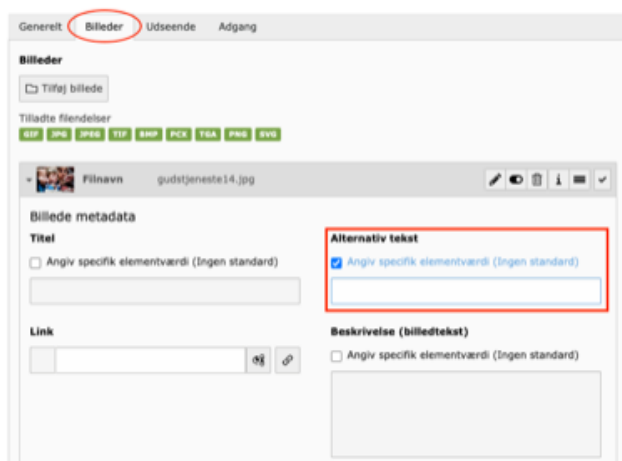 Generelt Billeder Udseende Adgang
Billeder
Tilføj billede
Tilladte filendelser
GIF JPG JPEG TIF BMP PCX TGA PNG SVG
Filnavn gudstjeneste14.jpg
Billede metadata
Titel
Angiv specifik elementværdi (Ingen standard)
Alternativ tekst
Angiv specifik elementværdi (Ingen standard)
Link
Beskrivelse (billedtekst)
Angiv specifik elementværdi (Ingen standard)